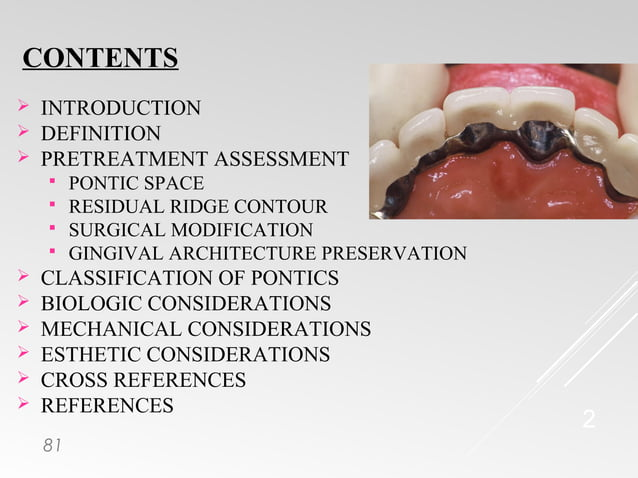 CONTENTS
INTRODUCTION
DEFINITION
PRETREATMENT ASSESSMENT
PONTIC SPACE
RESIDUAL RIDGE CONTOUR
SURGICAL MODIFICATION
GINGIVAL ARCHITECTURE PRESERVATION
CLASSIFICATION OF PONTICS
BIOLOGIC CONSIDERATIONS
MECHANICAL CONSIDERATIONS
ESTHETIC CONSIDERATIONS
CROSS REFERENCES
REFERENCES
2
81